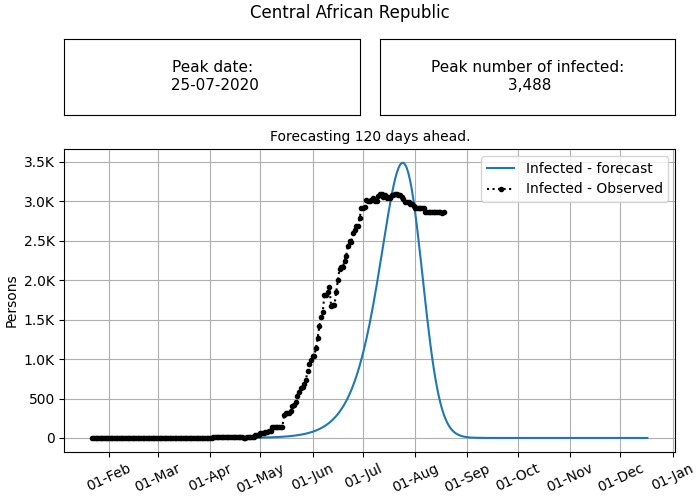 Central African Republic
Peak date:
25-07-2020
Peak number of infected:
3,488
Forecasting 120 days ahead.
Infected - forecast
Infected - Observed
Persons
3.5K
3.0K
2.5K
2.0K
1.5K
1.0K
500
0
01-Feb
01-Mar
01-Apr
01-May
01-Jun
01-Jul
01-Aug
01-Sep
01-Oct
01-Nov
01-Dec
01-Jan